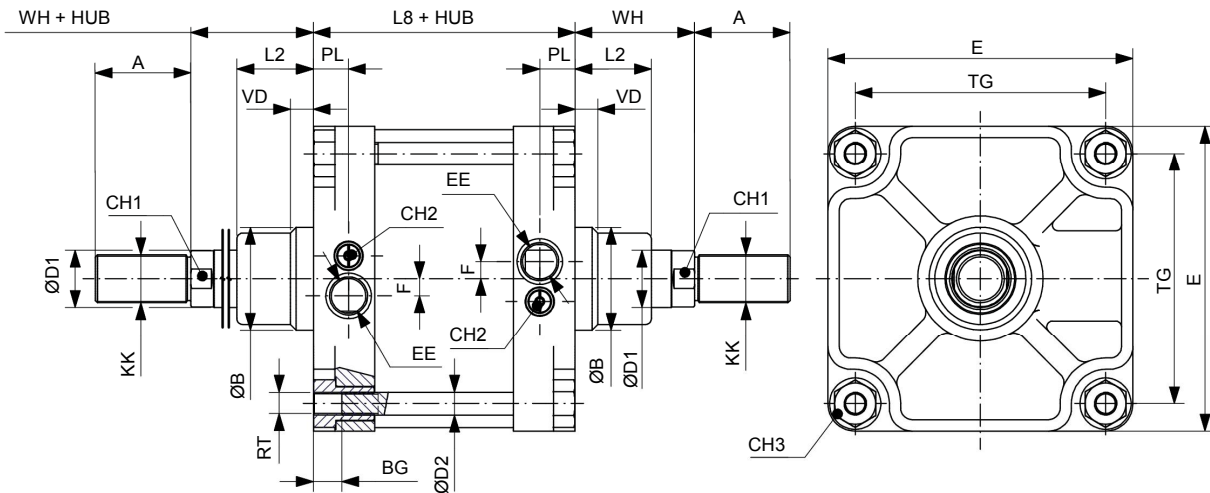 WH + HUB
L8 + HUB
WH
A
A
L2
PL
PL
L2
VD
VD
E
TG
CH1
EE
CH2
CH1
ØD1
KK
ØB
F
F
CH2
EE
ØB
ØD1
KK
TG
E
RT
BG
ØD2
CH3